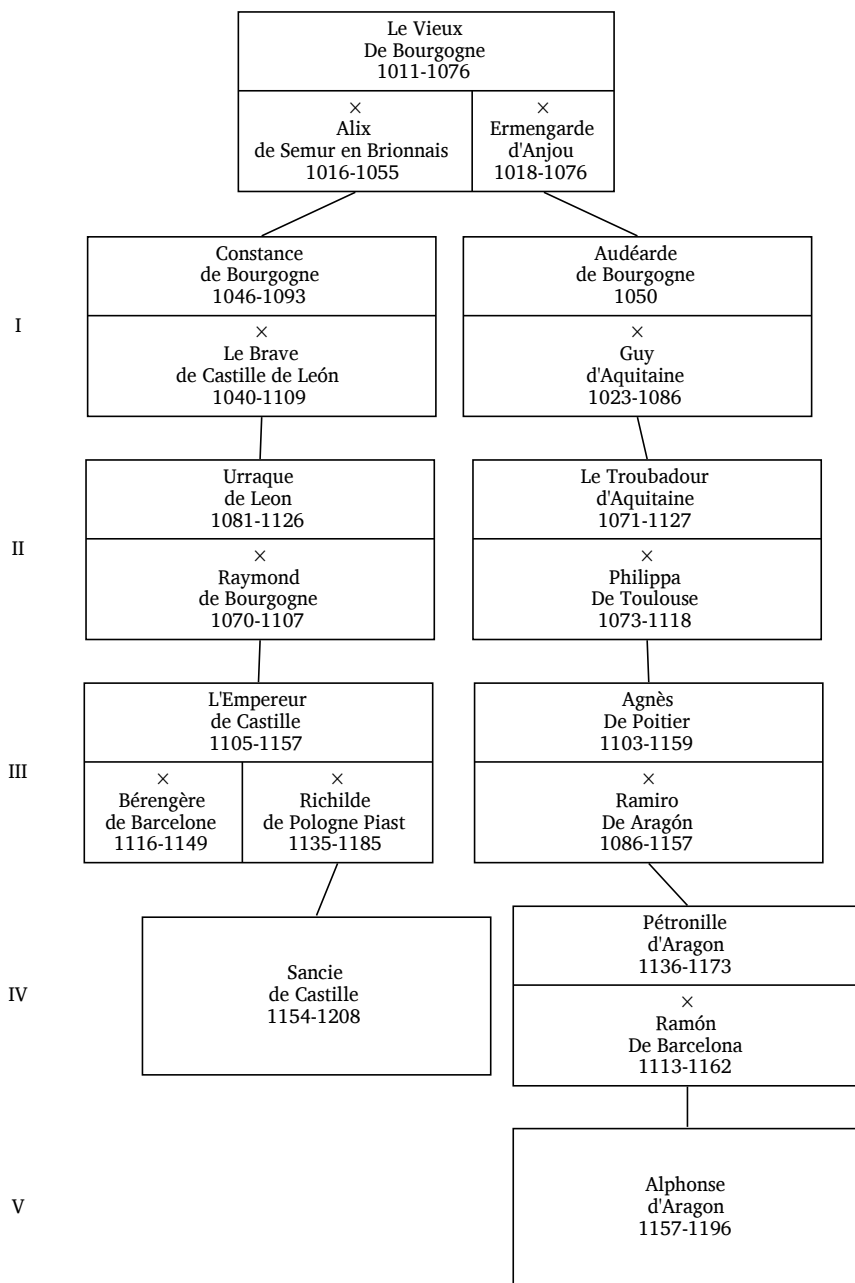 Le Vieux
De Bourgogne
1011-1076
×
Alix
de Semur en Brionnais
1016-1055
×
Ermengarde
d'Anjou
1018-1076
I
Constance
de Bourgogne
1046-1093
×
Le Brave
de Castille de León
1040-1109
Audéarde
de Bourgogne
1050
×
Guy
d'Aquitaine
1023-1086
II
Urraque
de Leon
1081-1126
×
Raymond
de Bourgogne
1070-1107
Le Troubadour
d'Aquitaine
1071-1127
×
Philippa
De Toulouse
1073-1118
III
L'Empereur
de Castille
1105-1157
×
Bérengère
de Barcelone
1116-1149
×
Richilde
de Pologne Piast
1135-1185
Agnès
De Poitier
1103-1159
×
Ramiro
De Aragón
1086-1157
IV
Sancie
de Castille
1154-1208
Pétronille
d'Aragon
1136-1173
×
Ramón
De Barcelona
1113-1162
V
Alphonse
d'Aragon
1157-1196